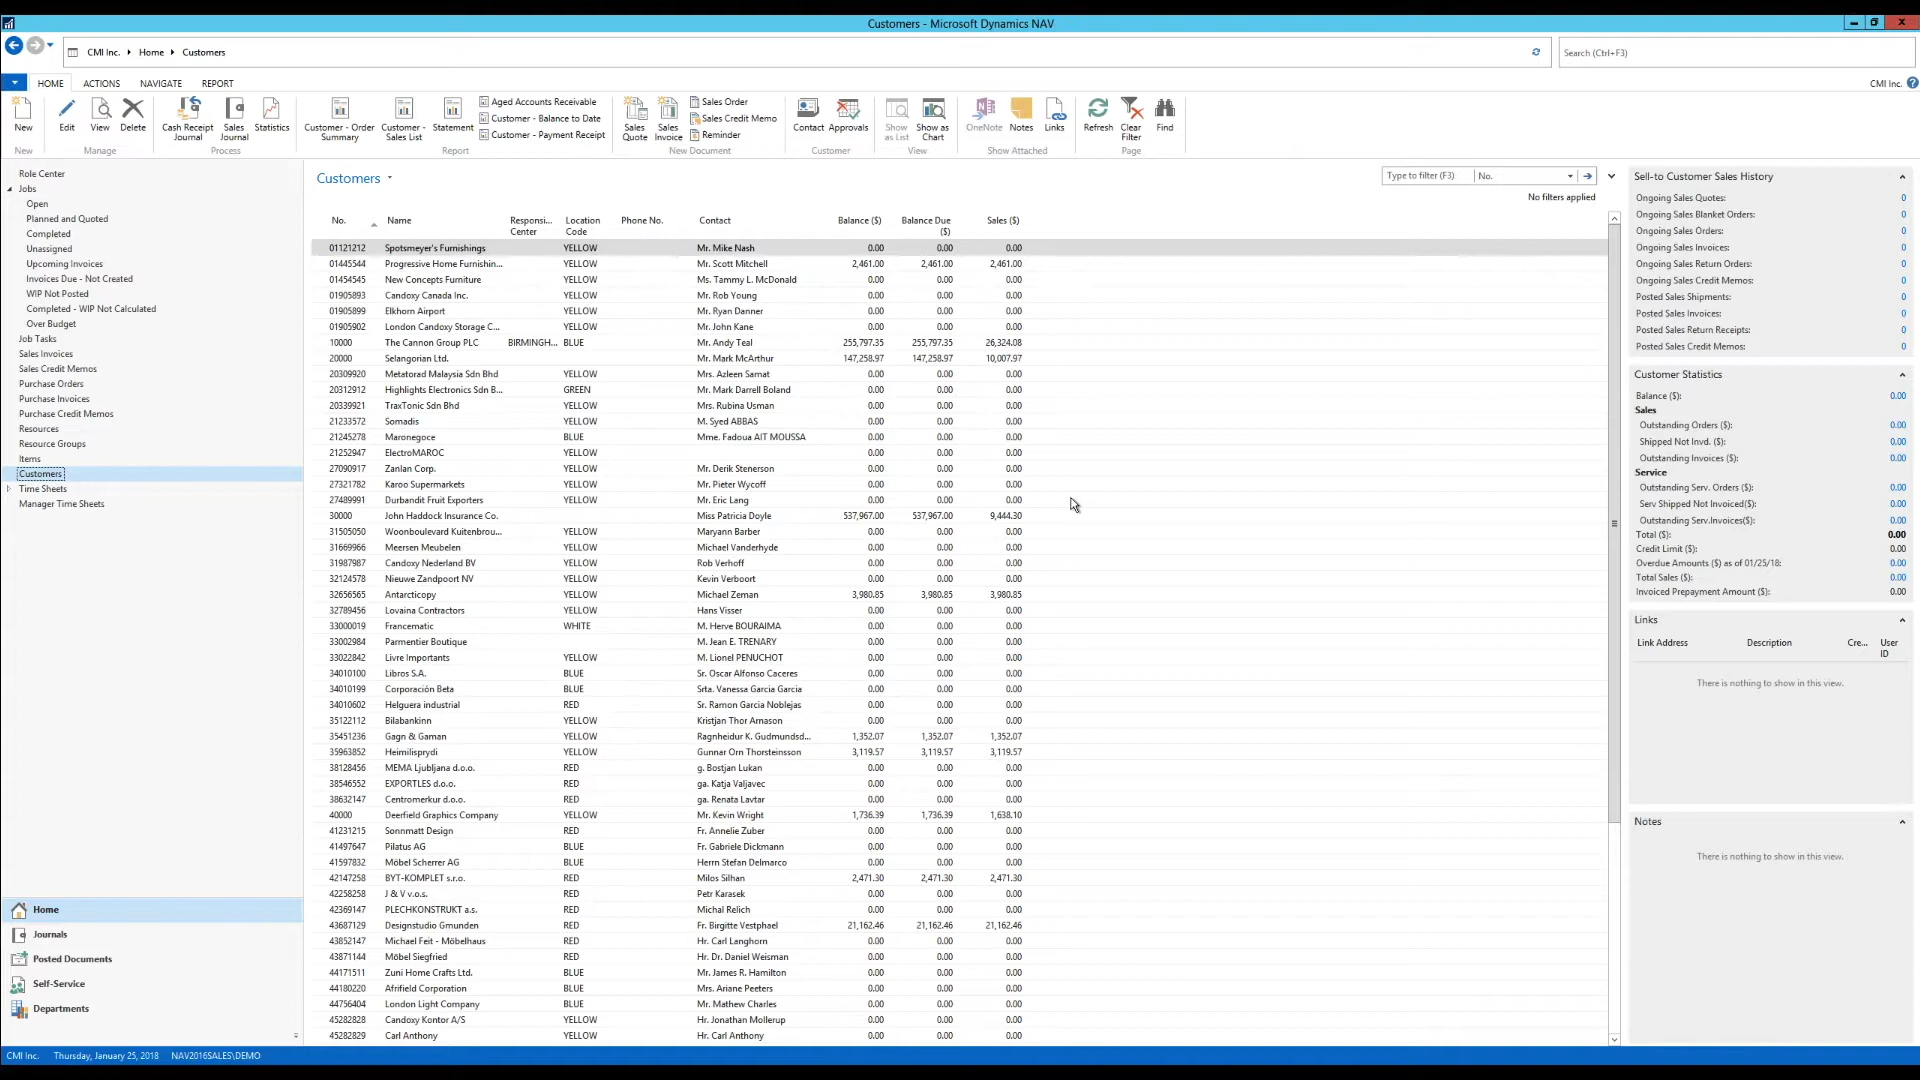 Customers - Microsoft Dynamics NAV
CMI Inc. Home Customers
Search (Ctrl+F3)
HOME ACTIONS NAVIGATE REPORT CMI Inc.
New Edit View Delete Cash Receipt Journal Sales Journal Statistics Customer - Order Summary Customer - Sales List Statement
Aged Accounts Receivable
Customer - Balance to Date
Customer - Payment Receipt
Sales Quote Sales Invoice
Sales Order
Sales Credit Memo
Reminder
Contact Approvals Show as List Show as Chart OneNote Notes Links Refresh Clear Filter Find
New Manage Process Report New Document Customer View Show Attached Page
Role Center
Jobs
Open
Planned and Quoted
Completed
Unassigned
Upcoming Invoices
Invoices Due - Not Created
WIP Not Posted
Completed - WIP Not Calculated
Over Budget
Job Tasks
Sales Invoices
Sales Credit Memos
Purchase Orders
Purchase Invoices
Purchase Credit Memos
Resources
Resource Groups
Items
Customers
Time Sheets
Manager Time Sheets
Home
Journals
Posted Documents
Self-Service
Departments
Customers
Type to filter (F3) No.
No filters applied
No. Name Responsi... Center Location Code Phone No. Contact Balance ($) Balance Due ($) Sales ($)
01121212 Spotsmeyer's Furnishings YELLOW Mr. Mike Nash 0.00 0.00 0.00
01445544 Progressive Home Furnishin... YELLOW Mr. Scott Mitchell 2,461.00 2,461.00 2,461.00
01454545 New Concepts Furniture YELLOW Ms. Tammy L. McDonald 0.00 0.00 0.00
01905893 Candoxy Canada Inc. YELLOW Mr. Rob Young 0.00 0.00 0.00
01905899 Elkhorn Airport YELLOW Mr. Ryan Danner 0.00 0.00 0.00
01905902 London Candoxy Storage C... YELLOW Mr. John Kane 0.00 0.00 0.00
10000 The Cannon Group PLC BIRMINGH... BLUE Mr. Andy Teal 255,797.35 255,797.35 26,324.08
20000 Selangorian Ltd. Mr. Mark McArthur 147,258.97 147,258.97 10,007.97
20309920 Metatorad Malaysia Sdn Bhd YELLOW Mrs. Azleen Samat 0.00 0.00 0.00
20312912 Highlights Electronics Sdn B... GREEN Mr. Mark Darrell Boland 0.00 0.00 0.00
20339921 TraxTonic Sdn Bhd YELLOW Mrs. Rubina Usman 0.00 0.00 0.00
21233572 Somadis YELLOW M. Syed ABBAS 0.00 0.00 0.00
21245278 Maronegoce BLUE Mme. Fadoua AIT MOUSSA 0.00 0.00 0.00
21252947 ElectroMAROC YELLOW 0.00 0.00 0.00
27090917 Zanlan Corp. YELLOW Mr. Derik Stenerson 0.00 0.00 0.00
27321782 Karoo Supermarkets YELLOW Mr. Pieter Wycoff 0.00 0.00 0.00
27489991 Durbandit Fruit Exporters YELLOW Mr. Eric Lang 0.00 0.00 0.00
30000 John Haddock Insurance Co. Miss Patricia Doyle 537,967.00 537,967.00 9,444.30
31505050 Woonboulevard Kuitenbrou... YELLOW Maryann Barber 0.00 0.00 0.00
31669966 Meersen Meubelen YELLOW Michael Vanderhyde 0.00 0.00 0.00
31987987 Candoxy Nederland BV YELLOW Rob Verhoff 0.00 0.00 0.00
32124578 Nieuwe Zandpoort NV YELLOW Kevin Verboort 0.00 0.00 0.00
32656565 Antarcticopy YELLOW Michael Zeman 3,980.85 3,980.85 3,980.85
32789456 Lovaina Contractors YELLOW Hans Visser 0.00 0.00 0.00
33000019 Francematic WHITE M. Herve BOURAIMA 0.00 0.00 0.00
33002984 Parmentier Boutique M. Jean E. TRENARY 0.00 0.00 0.00
33022842 Livre Importants YELLOW M. Lionel PENUCHOT 0.00 0.00 0.00
34010100 Libros S.A. BLUE Sr. Oscar Alfonso Caceres 0.00 0.00 0.00
34010199 Corporación Beta BLUE Srta. Vanessa Garcia Garcia 0.00 0.00 0.00
34010602 Helguera industrial RED Sr. Ramon Garcia Noblejas 0.00 0.00 0.00
35122112 Bilabankinn YELLOW Kristjan Thor Arnason 0.00 0.00 0.00
35451236 Gagn & Gaman YELLOW Ragnheidur K. Gudmundsd... 1,352.07 1,352.07 1,352.07
35963852 Heimilisprydi YELLOW Gunnar Orn Thorsteinsson 3,119.57 3,119.57 3,119.57
38128456 MEMA Ljubljana d.o.o. RED g. Bostjan Lukan 0.00 0.00 0.00
38546552 EXPORTLES d.o.o. RED ga. Katja Valjavec 0.00 0.00 0.00
38632147 Centromerkur d.o.o. RED ga. Renata Lavtar 0.00 0.00 0.00
40000 Deerfield Graphics Company YELLOW Mr. Kevin Wright 1,736.39 1,736.39 1,638.10
41231215 Sonnmatt Design RED Fr. Annelie Zuber 0.00 0.00 0.00
41497647 Pilatus AG BLUE Fr. Gabriele Dickmann 0.00 0.00 0.00
41597832 Möbel Scherrer AG BLUE Herrn Stefan Delmarco 0.00 0.00 0.00
42147258 BYT-KOMPLET s.r.o. RED Milos Silhan 2,471.30 2,471.30 2,471.30
42258258 J & V v.o.s. RED Petr Karasek 0.00 0.00 0.00
42369147 PLECHKONSTRUKT a.s. RED Michal Relich 0.00 0.00 0.00
43687129 Designstudio Gmunden RED Fr. Birgitte Vestphael 21,162.46 21,162.46 21,162.46
43852147 Michael Feit - Möbelhaus RED Hr. Carl Langhorn 0.00 0.00 0.00
43871144 Möbel Siegfried RED Hr. Dr. Daniel Weisman 0.00 0.00 0.00
44171511 Zuni Home Crafts Ltd. BLUE Mr. James R. Hamilton 0.00 0.00 0.00
44180220 Afrifield Corporation BLUE Mrs. Ariane Peeters 0.00 0.00 0.00
44756404 London Light Company BLUE Mr. Mathew Charles 0.00 0.00 0.00
45282828 Candoxy Kontor A/S YELLOW Hr. Jonathan Mollerup 0.00 0.00 0.00
45282829 Carl Anthony YELLOW Hr. Carl Anthony 0.00 0.00 0.00
Sell-to Customer Sales History
Ongoing Sales Quotes: 0
Ongoing Sales Blanket Orders: 0
Ongoing Sales Orders: 0
Ongoing Sales Invoices: 0
Ongoing Sales Return Orders: 0
Ongoing Sales Credit Memos: 0
Posted Sales Shipments: 0
Posted Sales Invoices: 0
Posted Sales Return Receipts: 0
Posted Sales Credit Memos: 0
Customer Statistics
Balance ($): 0.00
Sales
Outstanding Orders ($): 0.00
Shipped Not Invd. ($): 0.00
Outstanding Invoices ($): 0.00
Service
Outstanding Serv. Orders ($): 0.00
Serv Shipped Not Invoiced($): 0.00
Outstanding Serv.Invoices($): 0.00
Total ($): 0.00
Credit Limit ($): 0.00
Overdue Amounts ($) as of 01/25/18: 0.00
Total Sales ($): 0.00
Invoiced Prepayment Amount ($): 0.00
Links
Link Address Description Cre... User ID
There is nothing to show in this view.
Notes
There is nothing to show in this view.
CMI Inc. Thursday, January 25, 2018 NAV2016SALES\DEMO